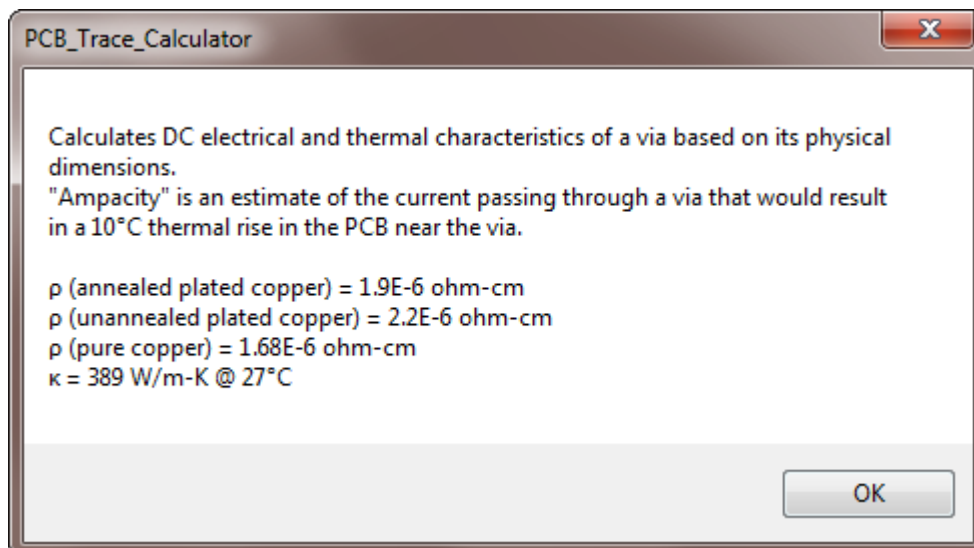 PCB_Trace_Calculator
Calculates DC electrical and thermal characteristics of a via based on its physical
dimensions.
"Ampacity" is an estimate of the current passing through a via that would result
in a 10°C thermal rise in the PCB near the via.
ρ (annealed plated copper) = 1.9E-6 ohm-cm
ρ (unannealed plated copper) = 2.2E-6 ohm-cm
ρ (pure copper) = 1.68E-6 ohm-cm
κ = 389 W/m-K @ 27°C
OK